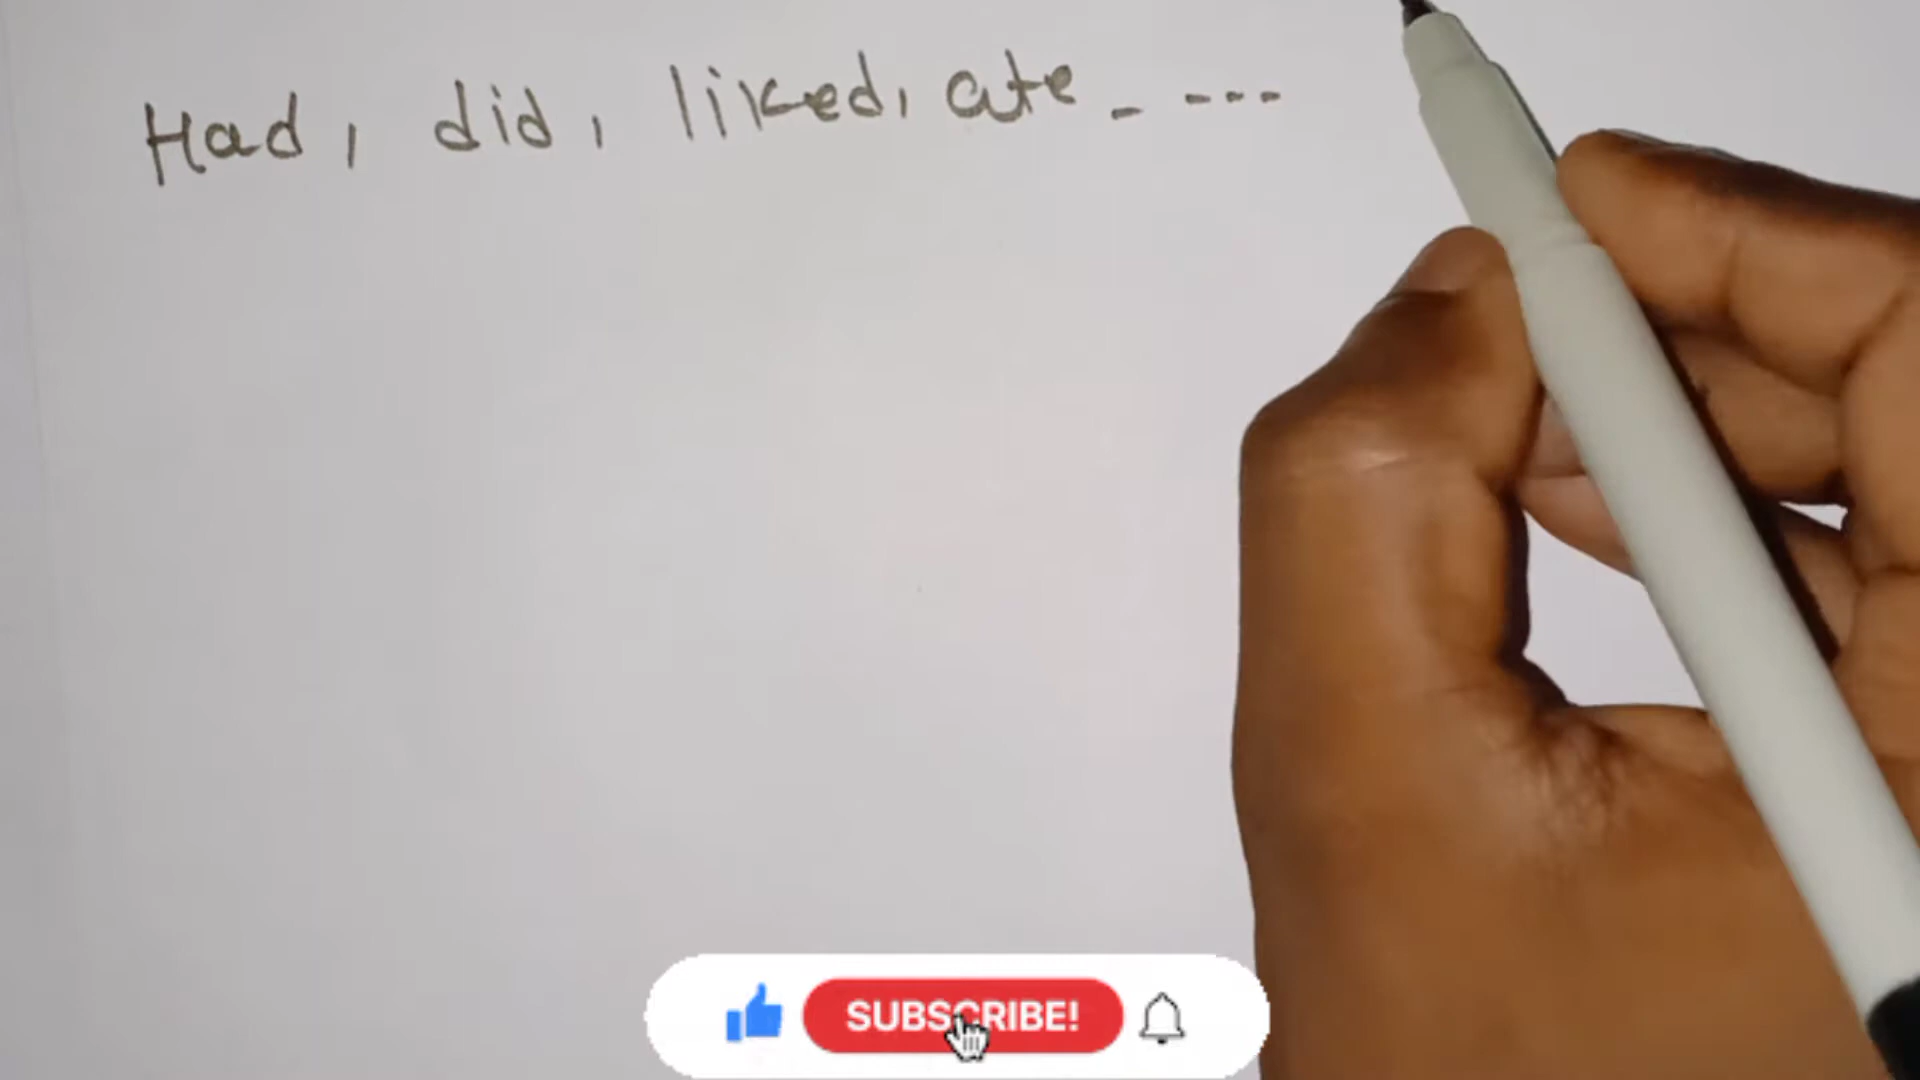 Had, did, liked, ate - ---
SUBSCRIBE!